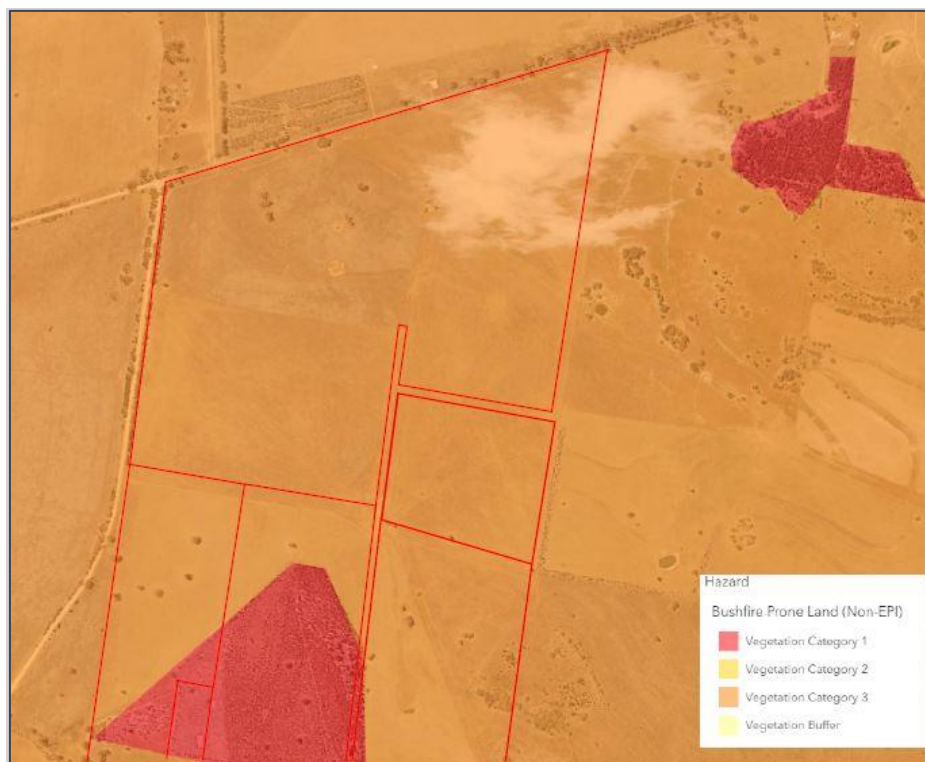 Hazard
Bushfire Prone Land (Non-EPI)
Vegetation Category 1
Vegetation Category 2
Vegetation Category 3
Vegetation Buffer